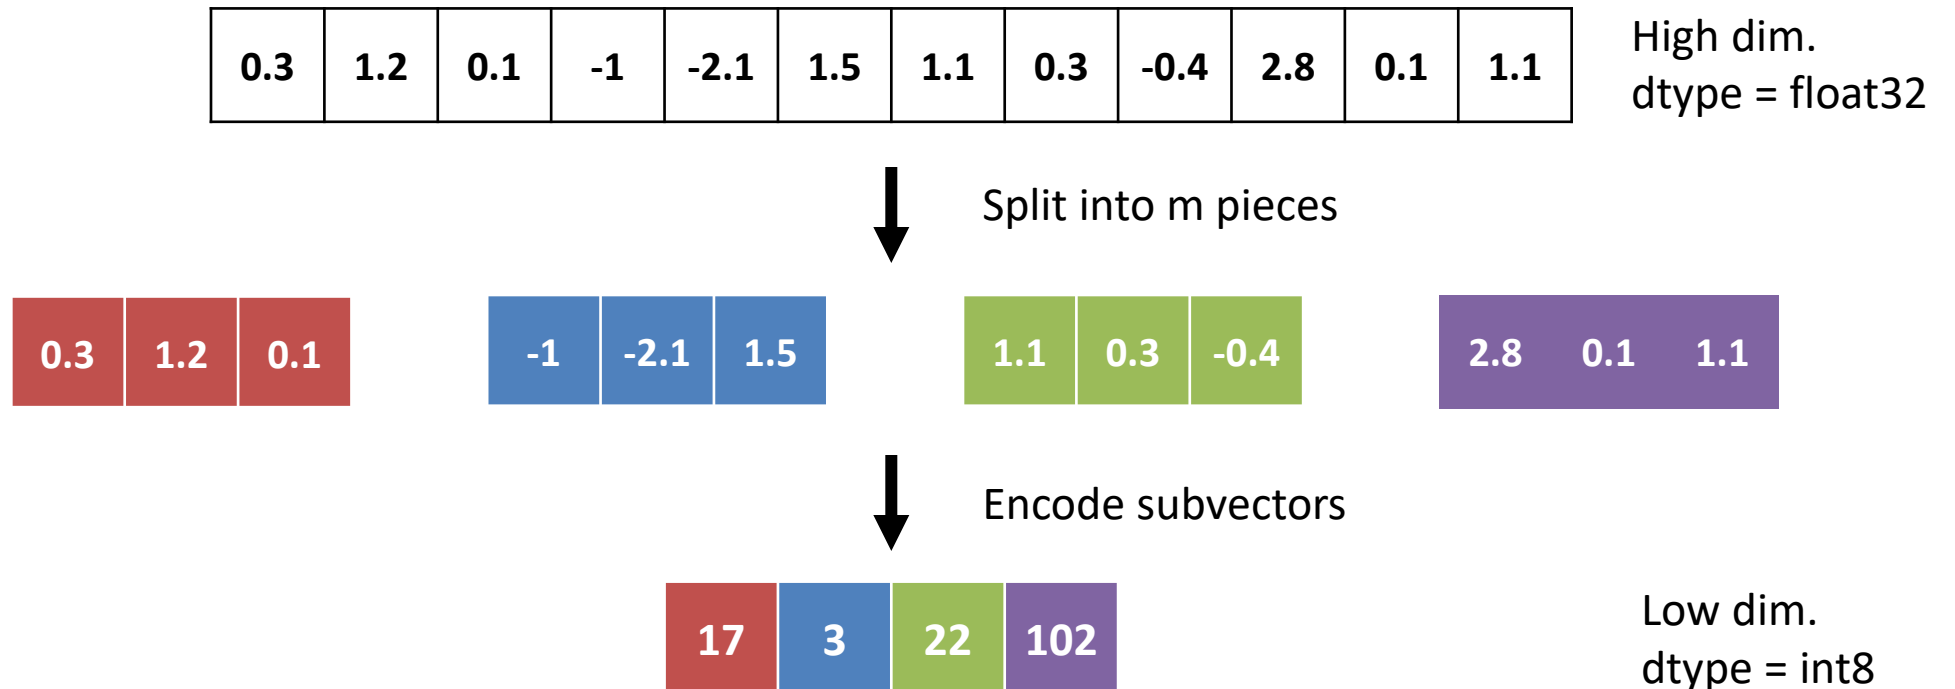 0.3 1.2 0.1 -1 -2.1 1.5 1.1 0.3 -0.4 2.8 0.1 1.1
High dim.
dtype = float32
Split into m pieces
0.3 1.2 0.1 -1 -2.1 1.5 1.1 0.3 -0.4 2.8 0.1 1.1
Encode subvectors
17 3 22 102
Low dim.
dtype = int8